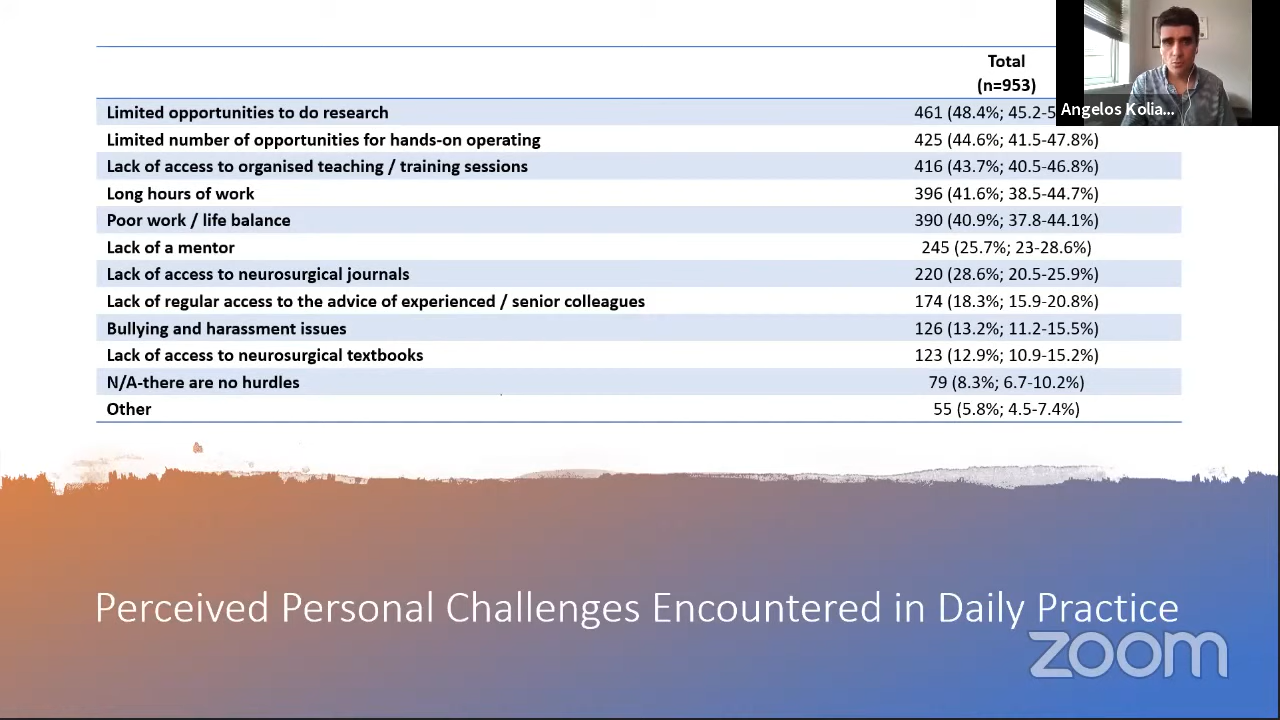 Total
(n=953)
Angelos Kolia...
Limited opportunities to do research 461 (48.4%; 45.2-5
Limited number of opportunities for hands-on operating 425 (44.6%; 41.5-47.8%)
Lack of access to organised teaching / training sessions 416 (43.7%; 40.5-46.8%)
Long hours of work 396 (41.6%; 38.5-44.7%)
Poor work / life balance 390 (40.9%; 37.8-44.1%)
Lack of a mentor 245 (25.7%; 23-28.6%)
Lack of access to neurosurgical journals 220 (28.6%; 20.5-25.9%)
Lack of regular access to the advice of experienced / senior colleagues 174 (18.3%; 15.9-20.8%)
Bullying and harassment issues 126 (13.2%; 11.2-15.5%)
Lack of access to neurosurgical textbooks 123 (12.9%; 10.9-15.2%)
N/A-there are no hurdles 79 (8.3%; 6.7-10.2%)
Other 55 (5.8%; 4.5-7.4%)
Perceived Personal Challenges Encountered in Daily Practice
zoom